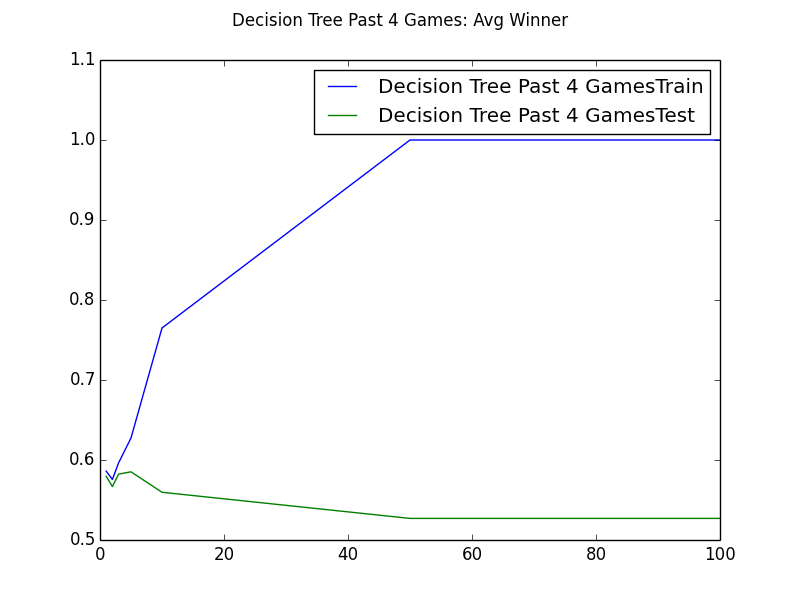 Decision Tree Past 4 Games: Avg Winner
1.1
Decision Tree Past 4 GamesTrain
Decision Tree Past 4 GamesTest
1.0
0.9
0.8
0.7
0.6
0.5
0 20 40 60 80 100